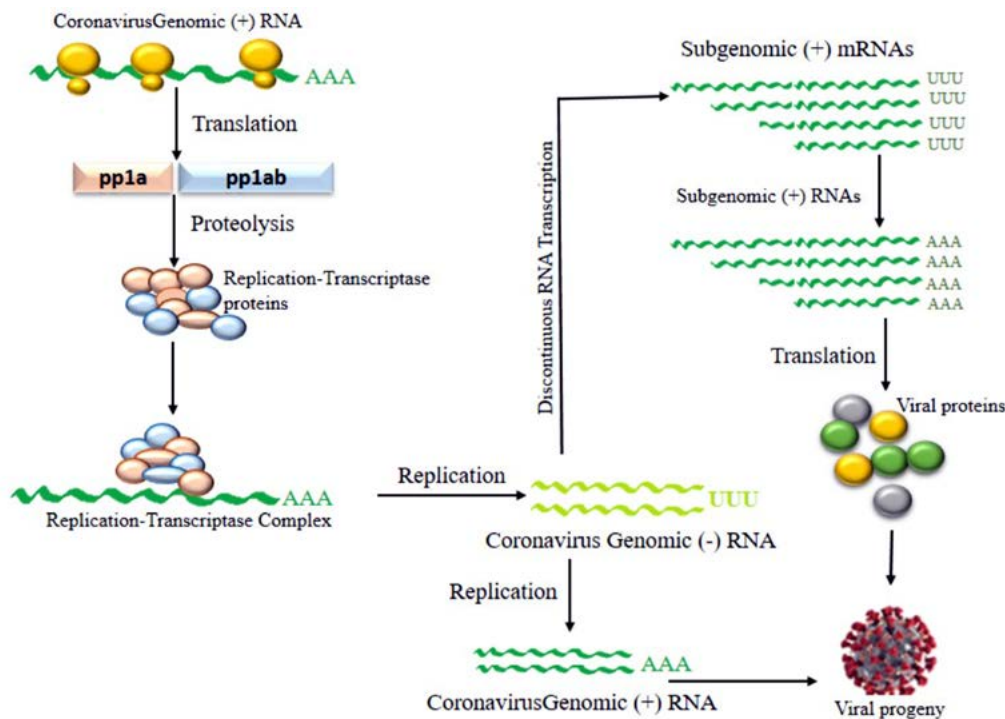 CoronavirusGenomic (+) RNA
AAA
Translation
pp1a
pp1ab
Proteolysis
Replication-Transcriptase
proteins
AAA
Replication-Transcriptase Complex
Replication
UUU
Coronavirus Genomic (-) RNA
Replication
AAA
CoronavirusGenomic (+) RNA
Discontinuous RNA Transcription
Subgenomic (+) mRNAs
UUU
UUU
UUU
UUU
Subgenomic (+) RNAs
AAA
AAA
AAA
AAA
Translation
Viral proteins
Viral progeny